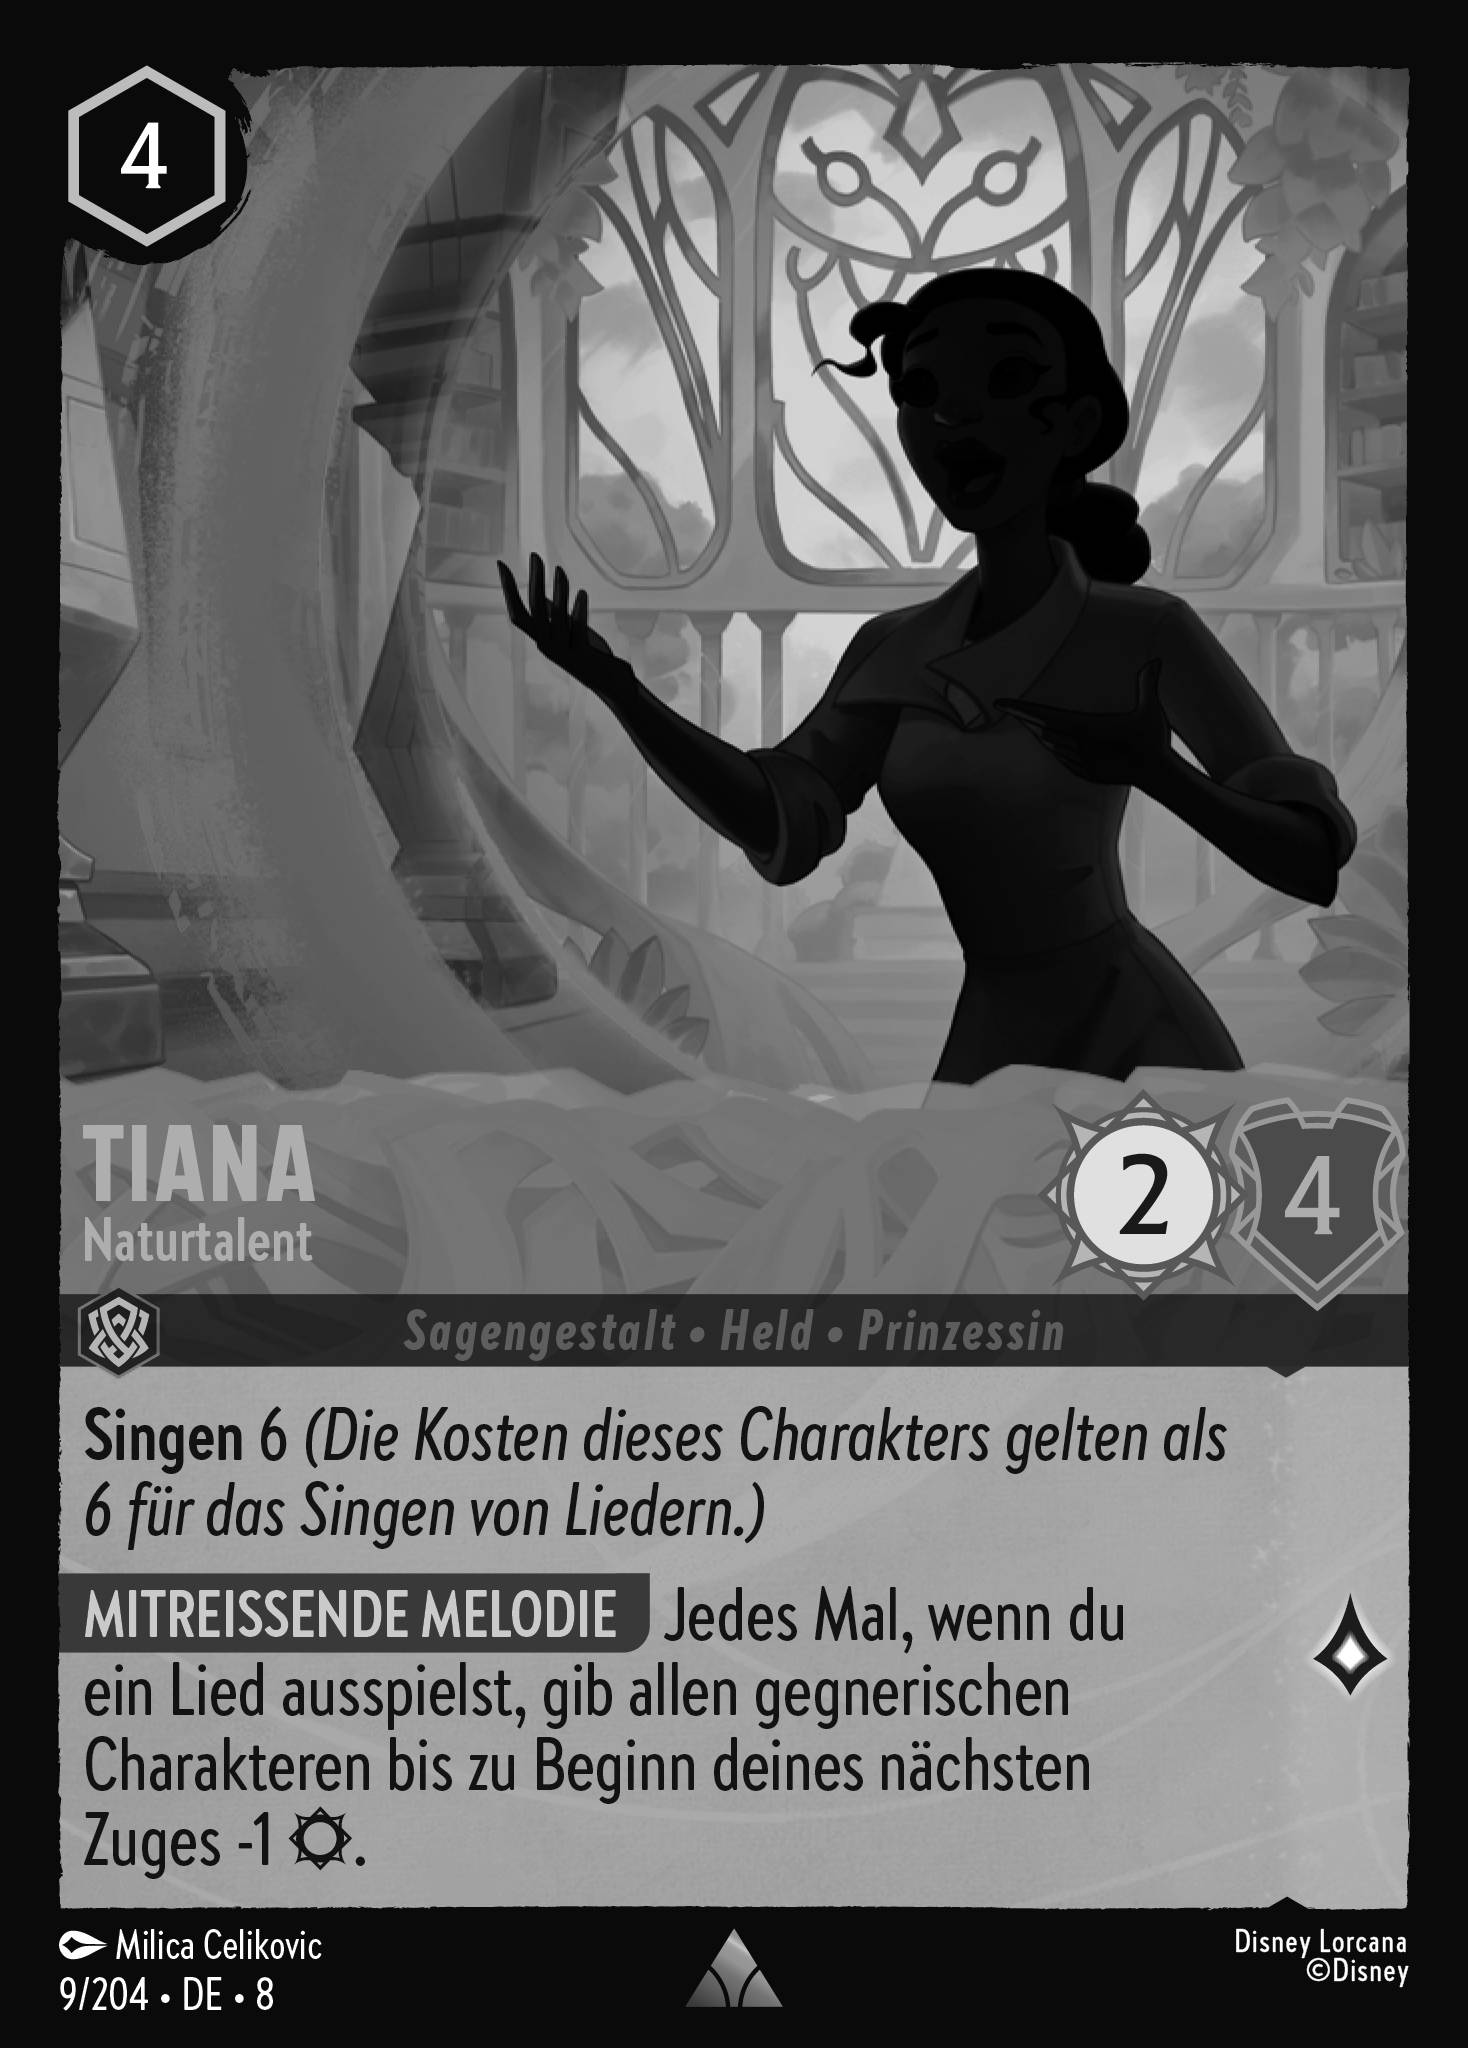 4
TIANA
Naturtalent
2
4
Sagengestalt • Held • Prinzessin
Singen 6 (Die Kosten dieses Charakters gelten als
6 für das Singen von Liedern.)
MITREISSENDE MELODIE Jedes Mal, wenn du
ein Lied ausspielst, gib allen gegnerischen
Charakteren bis zu Beginn deines nächsten
Zuges -1 .
Milica Celikovic
9/204 • DE • 8
Disney Lorcana
©Disney